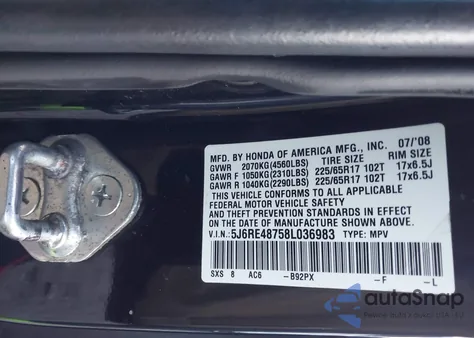 MFD. BY HONDA OF AMERICA MFG., INC. 07/'08
GVWR 2070KG(4560LBS) TIRE SIZE RIM SIZE
GAWR F 1050KG(2310LBS) 225/65R17 102T 17x6.5J
GAWR R 1040KG(2290LBS) 225/65R17 102T 17x6.5J
THIS VEHICLE CONFORMS TO ALL APPLICABLE
FEDERAL MOTOR VEHICLE SAFETY
STANDARDS IN EFFECT
ON THE DATE OF MANUFACTURE SHOWN ABOVE.
V.I.N.: 5J6RE48758L036983 TYPE: MPV
SXS 8 AC6 -B92PX -F -L
autoSnap